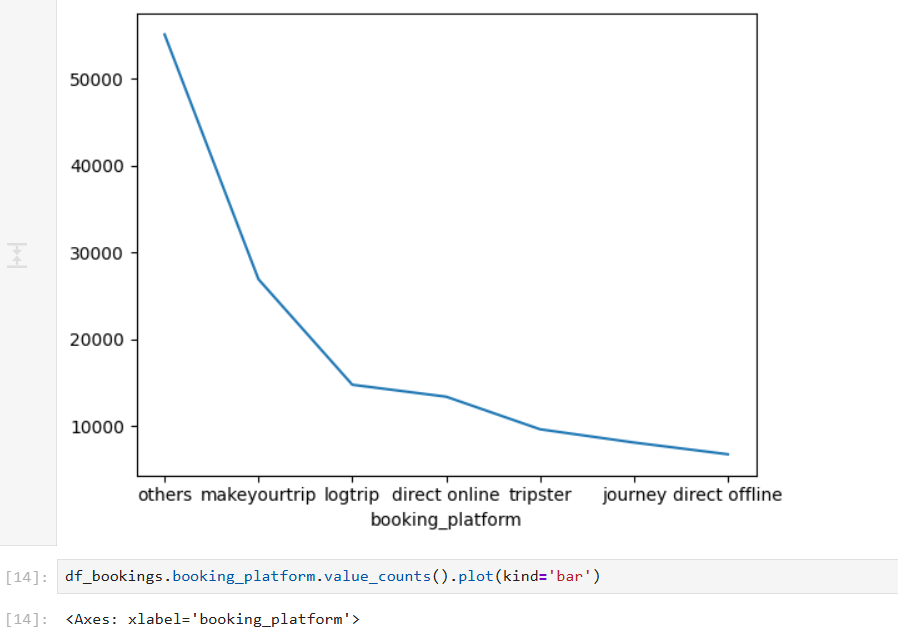 50000
40000
30000
20000
10000
others makeyourtrip logtrip direct online tripster journey direct offline
booking_platform
[14]: df_bookings.booking_platform.value_counts().plot(kind='bar')
[14]: <Axes: xlabel='booking_platform'>